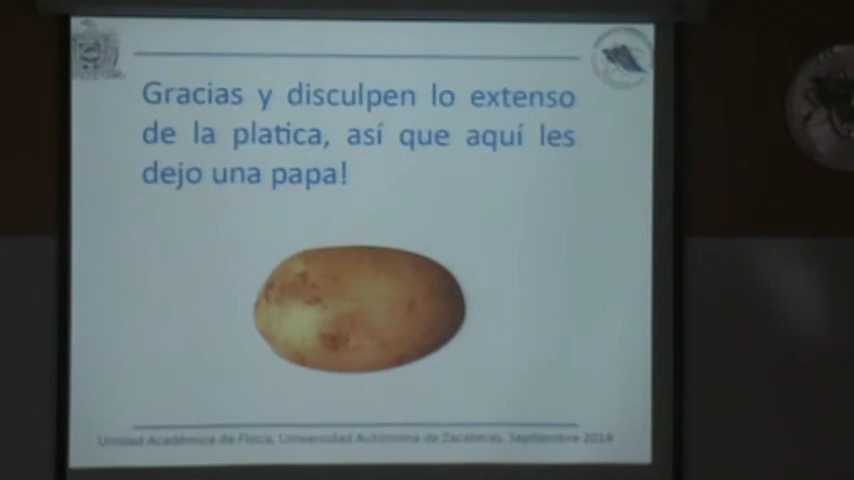 Gracias y disculpen lo extenso
de la platica, así que aquí les
dejo una papa!
Unidad Académica de Física, Universidad Autónoma de Zacatecas, Septiembre 2014